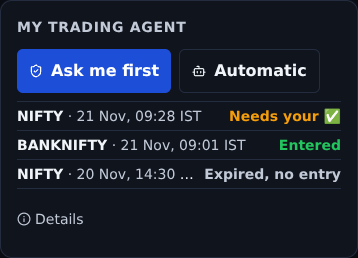 MY TRADING AGENT
Ask me first
Automatic
NIFTY · 21 Nov, 09:28 IST Needs your ✅
BANKNIFTY · 21 Nov, 09:01 IST Entered
NIFTY · 20 Nov, 14:30 ... Expired, no entry
Details